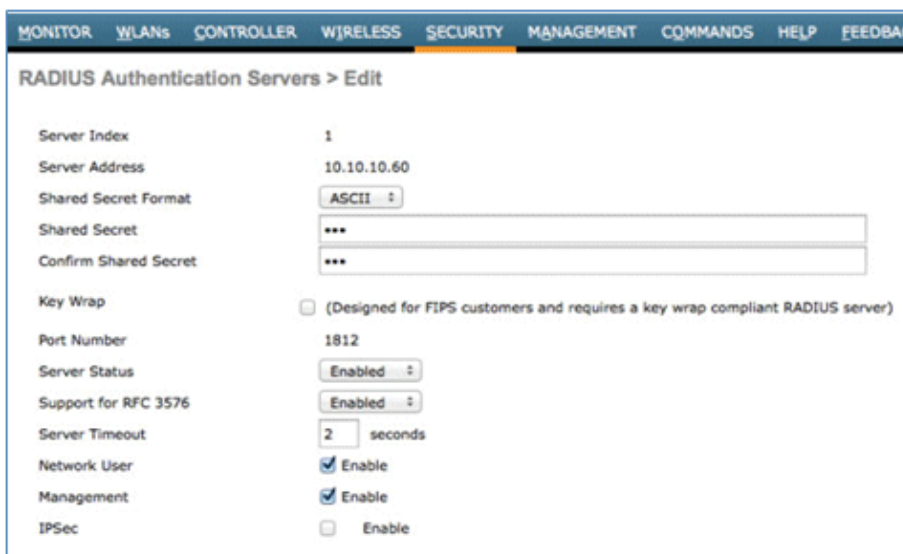 MONITOR WLANs CONTROLLER WIRELESS SECURITY MANAGEMENT COMMANDS HELP FEEDBA
RADIUS Authentication Servers > Edit
Server Index 1
Server Address 10.10.10.60
Shared Secret Format ASCII
Shared Secret •••
Confirm Shared Secret •••
Key Wrap (Designed for FIPS customers and requires a key wrap compliant RADIUS server)
Port Number 1812
Server Status Enabled
Support for RFC 3576 Enabled
Server Timeout 2 seconds
Network User Enable
Management Enable
IPSec Enable